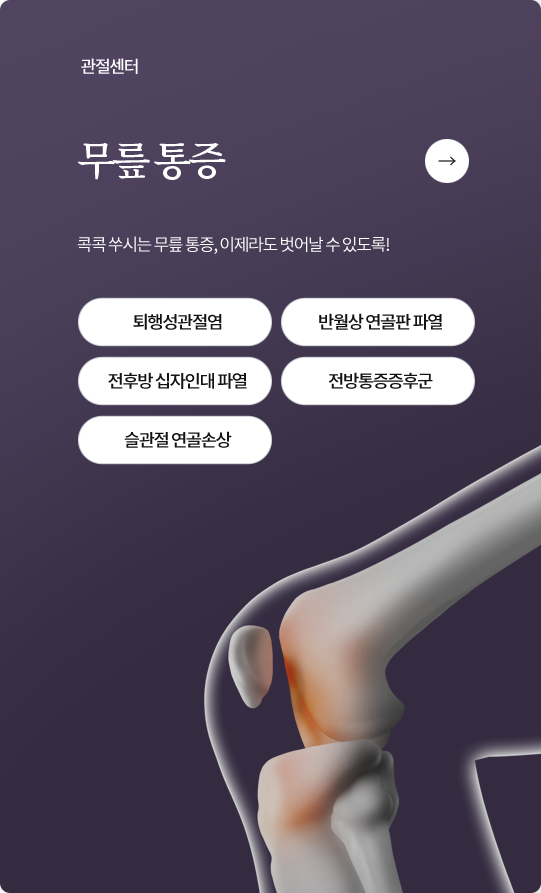 관절센터
무릎 통증
콕콕 쑤시는 무릎 통증, 이제라도 벗어날 수 있도록!
퇴행성관절염
반월상 연골판 파열
전후방 십자인대 파열
전방통증증후군
슬관절 연골손상